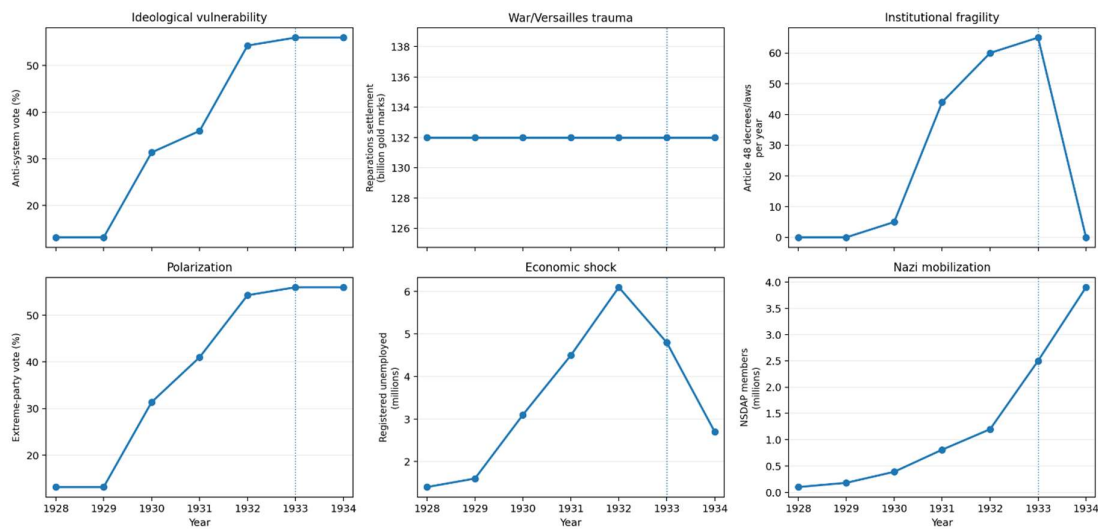 Ideological vulnerability
Anti-system vote (%)
50
40
30
20
War/Versailles trauma
Reparations settlement
(billion gold marks)
138
136
134
132
130
128
126
Institutional fragility
Article 48 decrees/laws
per year
60
50
40
30
20
10
0
Polarization
Extreme-party vote (%)
50
40
30
20
1928 1929 1930 1931 1932 1933 1934
Year
Economic shock
Registered unemployed
(millions)
6
5
4
3
2
1928 1929 1930 1931 1932 1933 1934
Year
Nazi mobilization
NSDAP members
(millions)
4.0
3.5
3.0
2.5
2.0
1.5
1.0
0.5
0.0
1928 1929 1930 1931 1932 1933 1934
Year